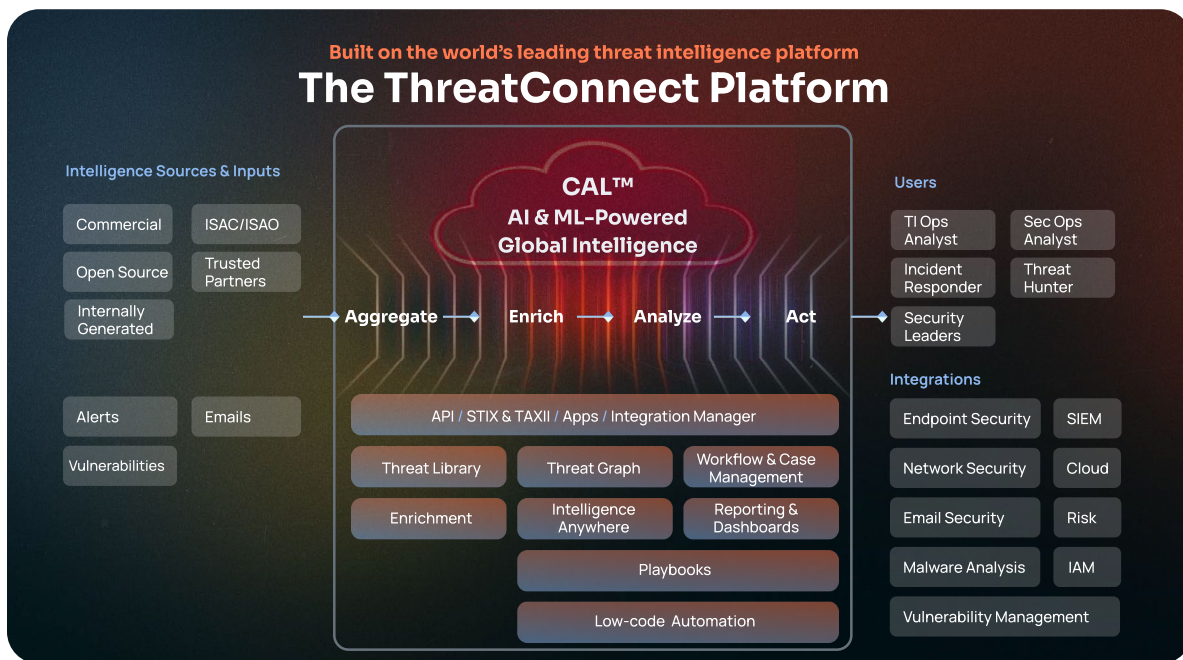 Built on the world's leading threat intelligence platform
The ThreatConnect Platform
Intelligence Sources & Inputs
Commercial
ISAC/ISAO
Open Source
Trusted
Partners
Internally
Generated
Alerts
Emails
Vulnerabilities
CAL™
AI & ML-Powered
Global Intelligence
Aggregate
Enrich
Analyze
Act
API / STIX & TAXII / Apps / Integration Manager
Threat Library
Threat Graph
Workflow & Case
Management
Enrichment
Intelligence
Anywhere
Reporting &
Dashboards
Playbooks
Low-code Automation
Users
TI Ops
Analyst
Sec Ops
Analyst
Incident
Responder
Threat
Hunter
Security
Leaders
Integrations
Endpoint Security
SIEM
Network Security
Cloud
Email Security
Risk
Malware Analysis
IAM
Vulnerability Management